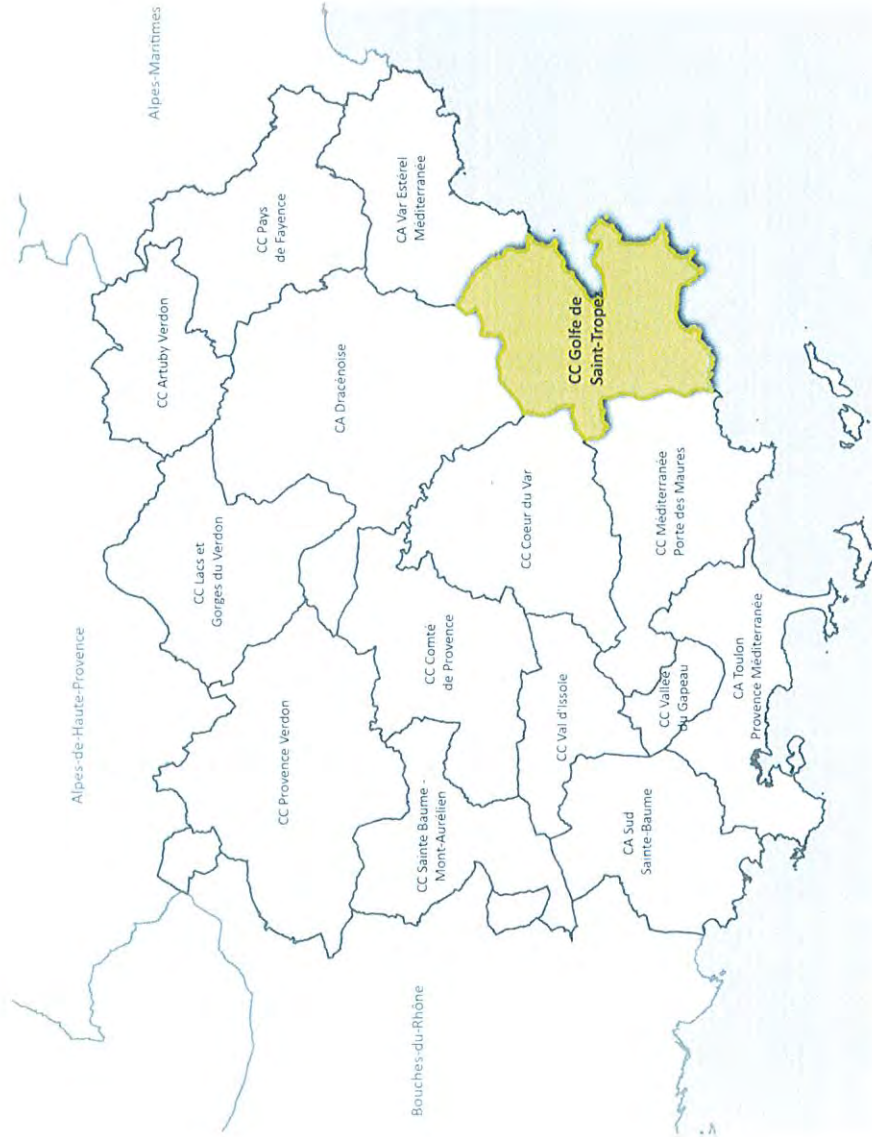 Alpes-Maritimes
Alpes-de-Haute-Provence
Bouches-du-Rhône
CC Artuby Verdon
CC Pays
de Fayence
CA Var Estérel
Méditerranée
CC Lacs et
Gorges du Verdon
CA Dracénoise
CC Golfe de
Saint-Tropez
CC Provence Verdon
CC Comté
de Provence
CC Coeur du Var
CC Sainte Baume -
Mont-Aurélien
CC Val d'Issole
CC Méditerranée
Porte des Maures
CC Vallée
du Gapeau
CA Sud
Sainte-Baume
CA Toulon
Provence Méditerranée